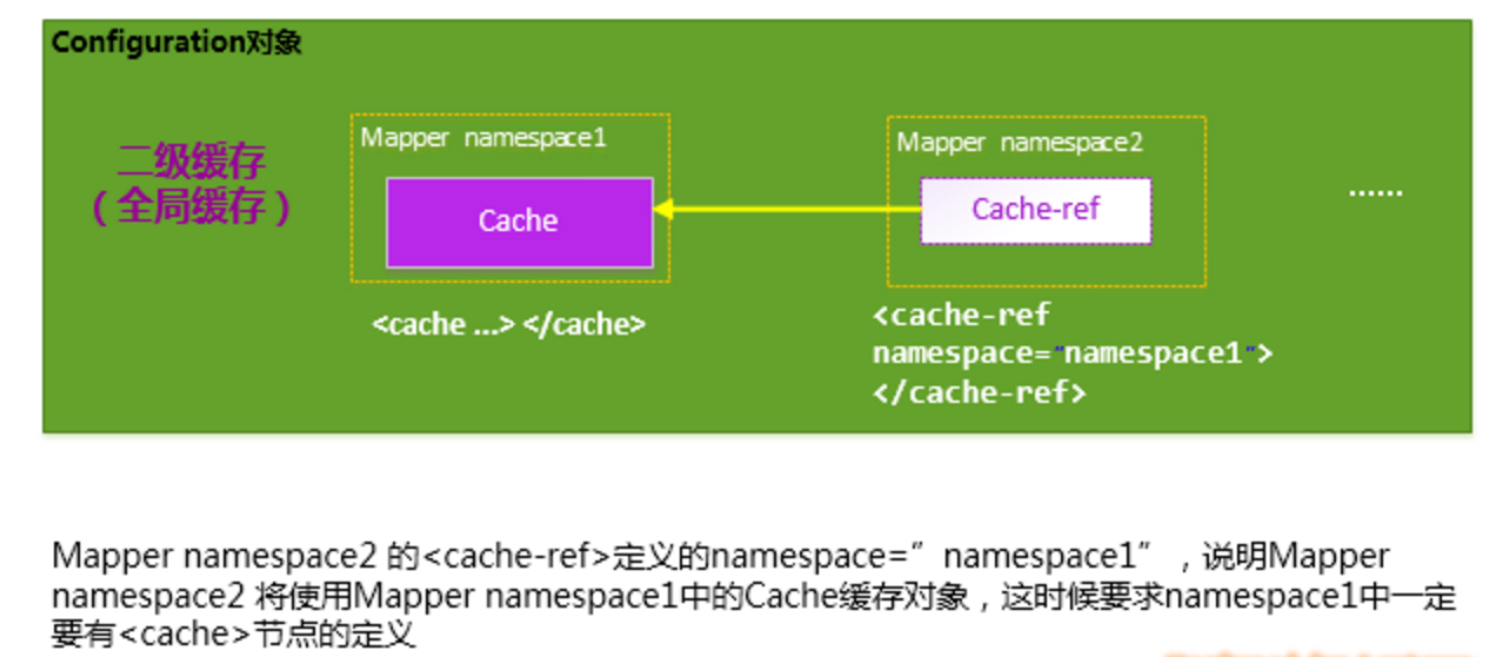 Configuration对象
二级缓存
（全局缓存）
Mapper namespace1
Cache
<cache ...> </cache>
Mapper namespace2
Cache-ref
<cache-ref
namespace="namespace1">
</cache-ref>
......
Mapper namespace2 的<cache-ref>定义的namespace=”namespace1”，说明Mapper
namespace2 将使用Mapper namespace1中的Cache缓存对象，这时候要求namespace1中一定
要有<cache>节点的定义